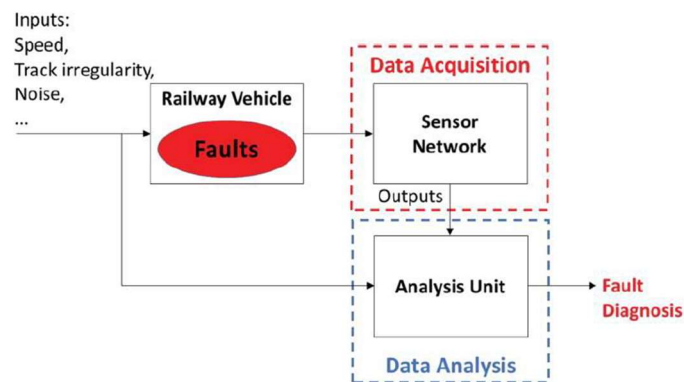 Inputs:
Speed,
Track irregularity,
Noise,
...
Railway Vehicle
Faults
Data Acquisition
Sensor
Network
Outputs
Analysis Unit
Fault
Diagnosis
Data Analysis